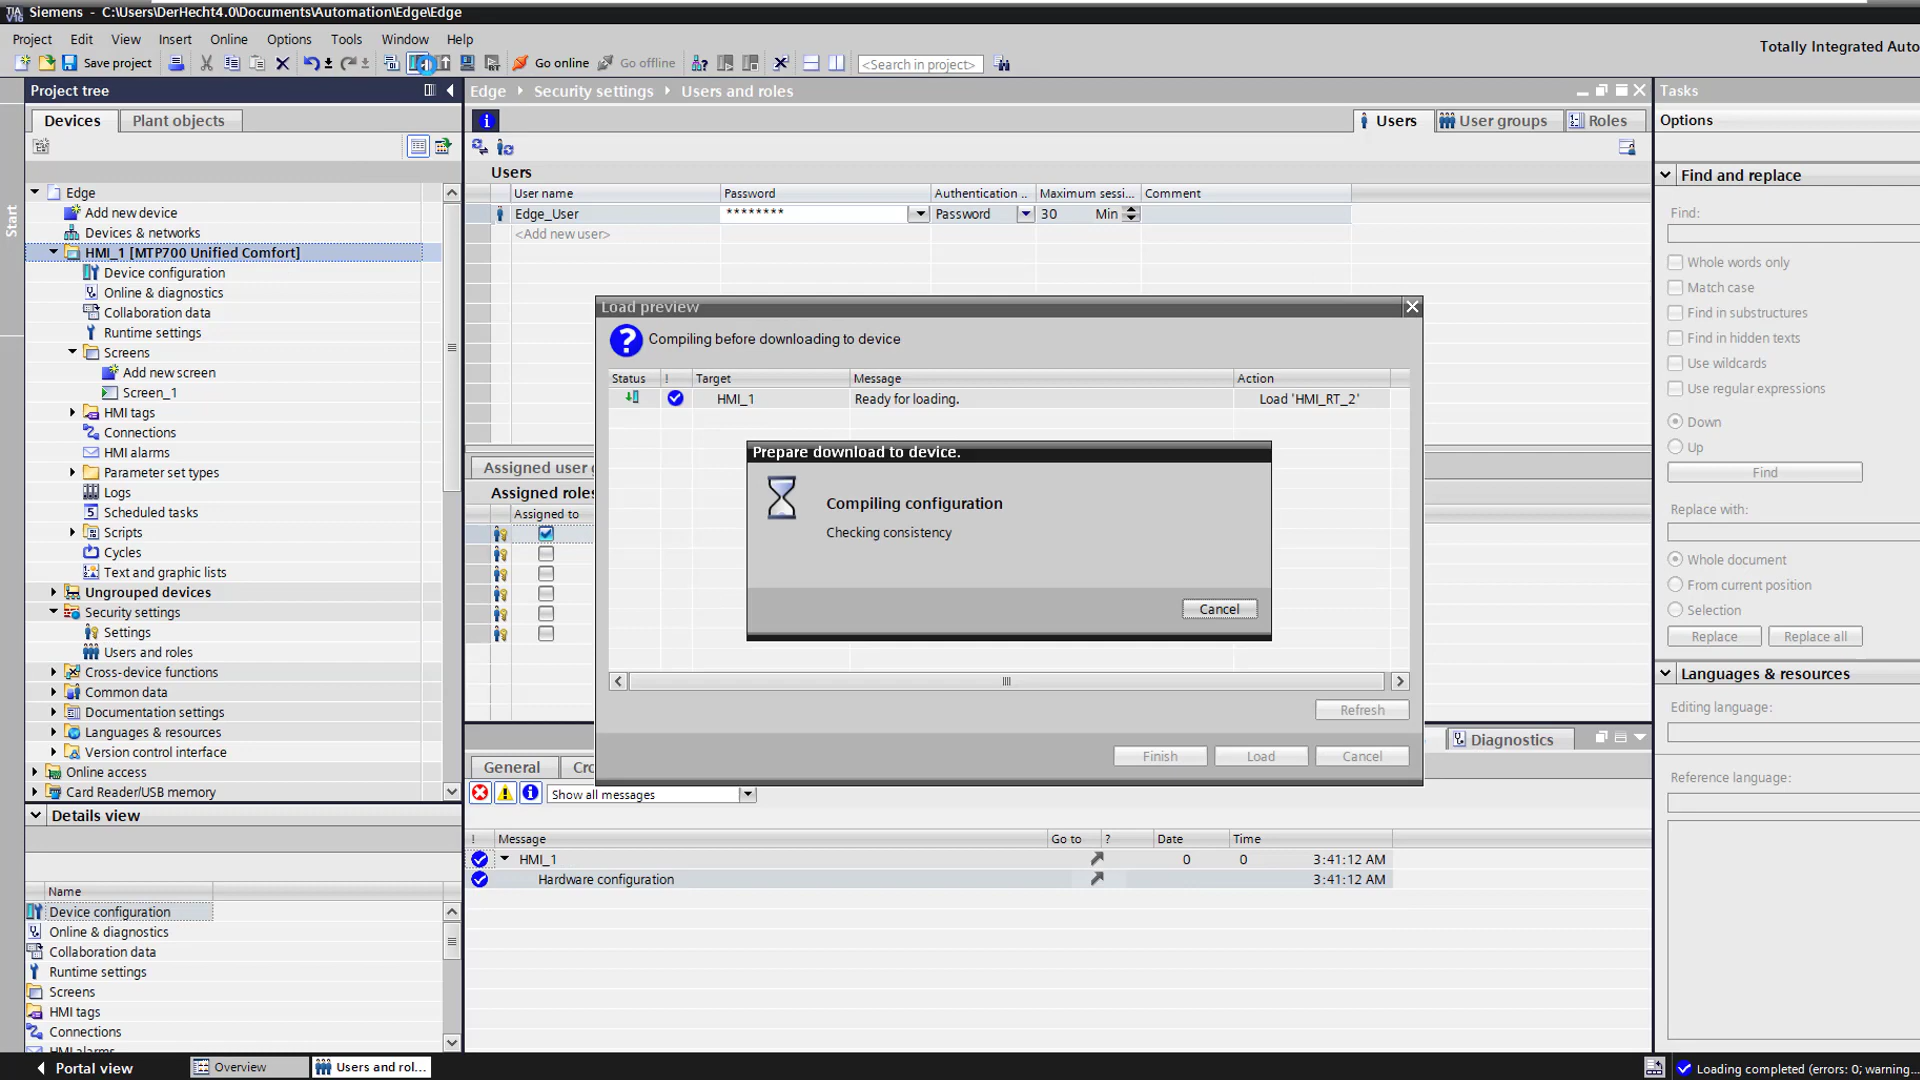 Siemens - C:\Users\DerHecht4.0\Documents\Automation\Edge\Edge
Project Edit View Insert Online Options Tools Window Help
Totally Integrated Auto
Save project
Go online
Go offline
<Search in project>
Project tree
Edge Security settings Users and roles
Tasks
Devices Plant objects
Users User groups Roles
Options
Start
Users
User name Password Authentication .. Maximum sessi... Comment
Edge_User ******** Password 30 Min
<Add new user>
Edge
Add new device
Devices & networks
HMI_1 [MTP700 Unified Comfort]
Device configuration
Online & diagnostics
Collaboration data
Runtime settings
Screens
Add new screen
Screen_1
HMI tags
Connections
HMI alarms
Parameter set types
Logs
5 Scheduled tasks
Scripts
Cycles
Text and graphic lists
Ungrouped devices
Security settings
Settings
Users and roles
Cross-device functions
Common data
Documentation settings
Languages & resources
Version control interface
Online access
Card Reader/USB memory
Load preview
Compiling before downloading to device
Status ! Target Message Action
HMI_1 Ready for loading. Load 'HMI_RT_2'
Prepare download to device.
Compiling configuration
Checking consistency
Cancel
Refresh
Finish Load Cancel
Assigned user g
Assigned roles
Assigned to
Find and replace
Find:
Whole words only
Match case
Find in substructures
Find in hidden texts
Use wildcards
Use regular expressions
Down
Up
Find
Replace with:
Whole document
From current position
Selection
Replace Replace all
Languages & resources
Editing language:
Reference language:
Diagnostics
General Cro
Show all messages
! Message Go to ? Date Time
HMI_1 0 0 3:41:12 AM
Hardware configuration 3:41:12 AM
Details view
Name
Device configuration
Online & diagnostics
Collaboration data
Runtime settings
Screens
HMI tags
Connections
HMI alarms
Portal view Overview Users and rol...
Loading completed (errors: 0; warning...